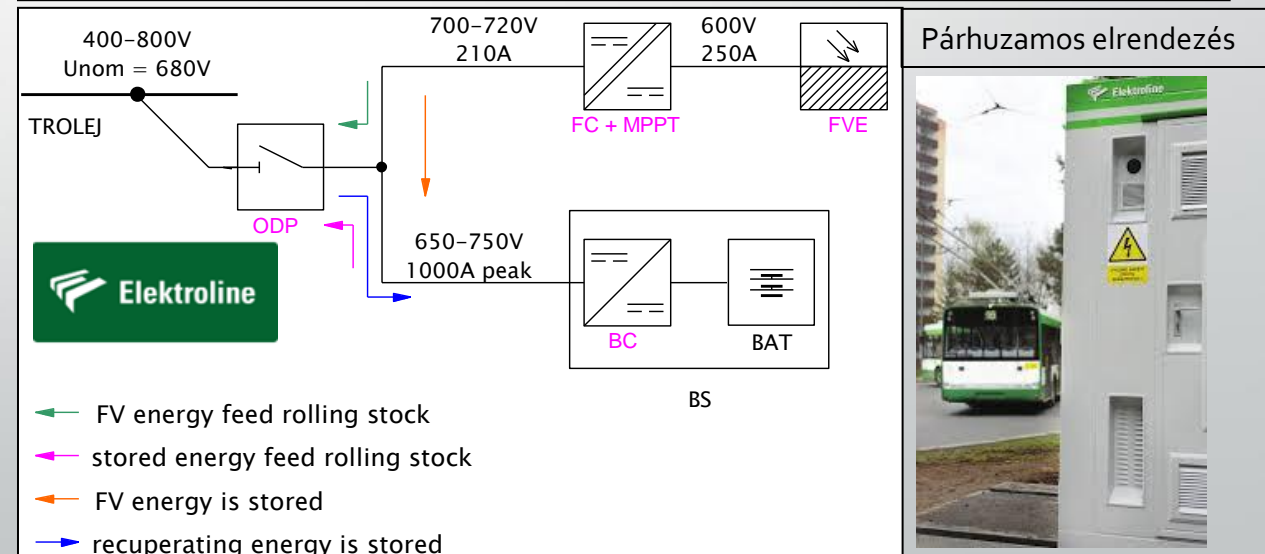 400-800V
Unom = 680V
TROLEJ
ODP
700-720V
210A
FC + MPPT
600V
250A
FVE
650-750V
1000A peak
BC
BAT
BS
Elektroline
FV energy feed rolling stock
stored energy feed rolling stock
FV energy is stored
recuperating energy is stored
Párhuzamos elrendezés
Elektroline